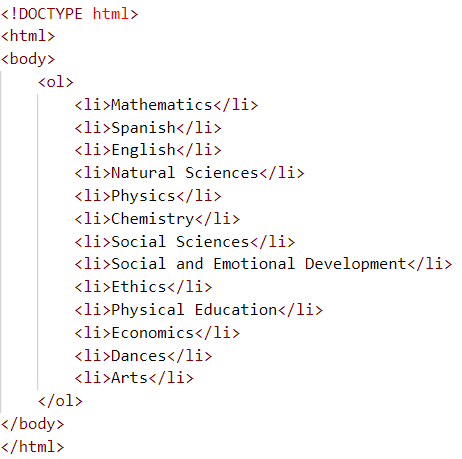 <!DOCTYPE html>
<html>
<body>
    <ol>
        <li>Mathematics</li>
        <li>Spanish</li>
        <li>English</li>
        <li>Natural Sciences</li>
        <li>Physics</li>
        <li>Chemistry</li>
        <li>Social Sciences</li>
        <li>Social and Emotional Development</li>
        <li>Ethics</li>
        <li>Physical Education</li>
        <li>Economics</li>
        <li>Dances</li>
        <li>Arts</li>
    </ol>
</body>
</html>